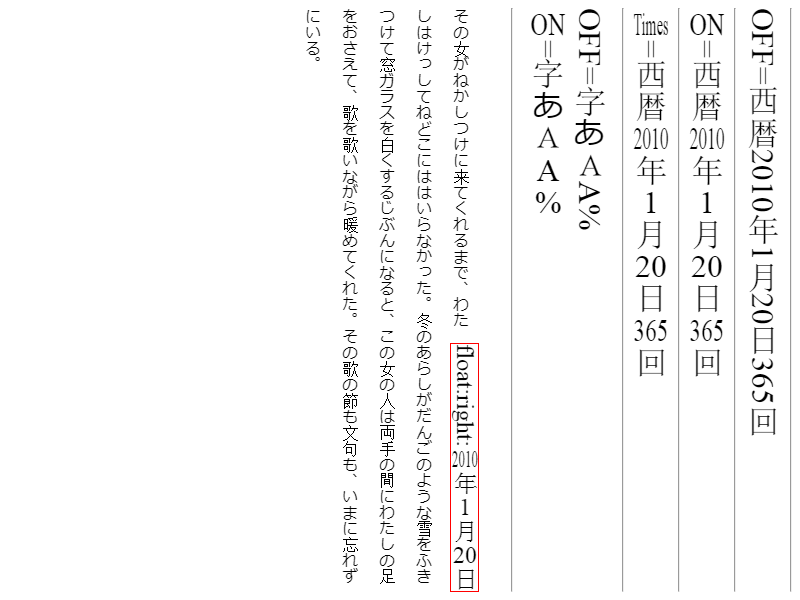 OFF=西暦2010年1月20日365回
ON=西暦2010年1月20日365回
Times=西暦2010年1月20日365回
OFF=字あＡA%
ON=字あＡA%
その女がねかしつけに来てくれるまで、わた
float:right: 2010年1月20日
しはけっしてねどこにははいらなかった。冬のあらしがだんごのような雪をふき
つけて窓ガラスを白くするじぶんになると、この女の人は両手の間にわたしの足
をおさえて、歌を歌いながら暖めてくれた。その歌の節も文句も、いまに忘れず
にいる。